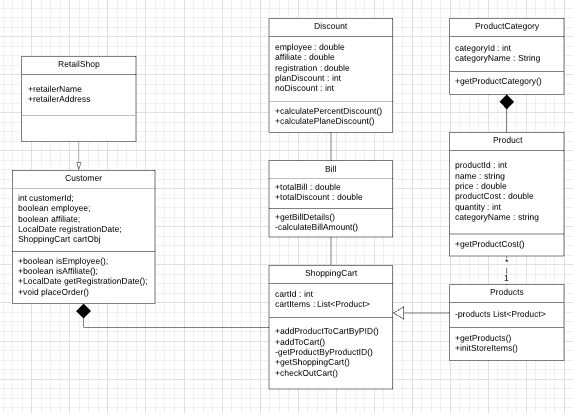 RetailShop
+retailerName
+retailerAddress
Customer
int customerId;
boolean employee;
boolean affiliate;
LocalDate registrationDate;
ShoppingCart cartObj
+boolean isEmployee();
+boolean isAffiliate();
+LocalDate getRegistrationDate();
+void placeOrder()
Discount
employee : double
affiliate : double
registration : double
planDiscount : int
noDiscount : int
+calculatePercentDiscount()
+calculatePlaneDiscount()
Bill
+totalBill : double
+totalDiscount : double
+getBillDetails()
-calculateBillAmount()
ShoppingCart
cartId : int
cartItems : List<Product>
+addProductToCartByPID()
+addToCart()
-getProductByProductID()
+getShoppingCart()
+checkOutCart()
ProductCategory
categoryId : int
categoryName : String
+getProductCategory()
Product
productId : int
name : string
price : double
productCost : double
quantity : int
categoryName : string
+getProductCost()
*
1
Products
-products List<Product>
+getProducts()
+initStoreItems()